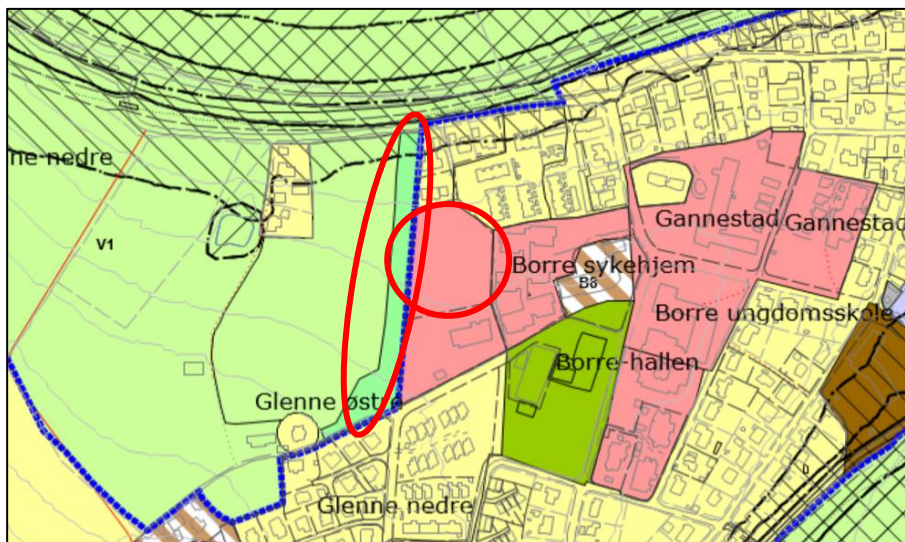 ne-nedre
V1
Gannestad
Gannestad
Borre sykehjem
B8
Borre ungdomsskole
Borre-hallen
Glenne østre
Glenne nedre